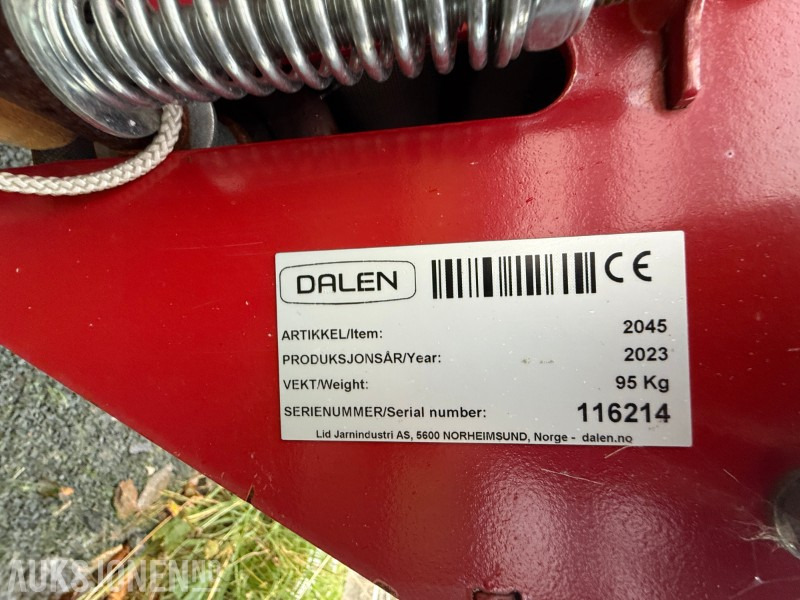 DALEN CE
ARTIKKEL/Item: 2045
PRODUKSJONSÅR/Year: 2023
VEKT/Weight: 95 Kg
SERIENUMMER/Serial number: 116214
Lid Jarnindustri AS, 5600 NORHEIMSUND, Norge - dalen.no
AUKSJONEN.NO